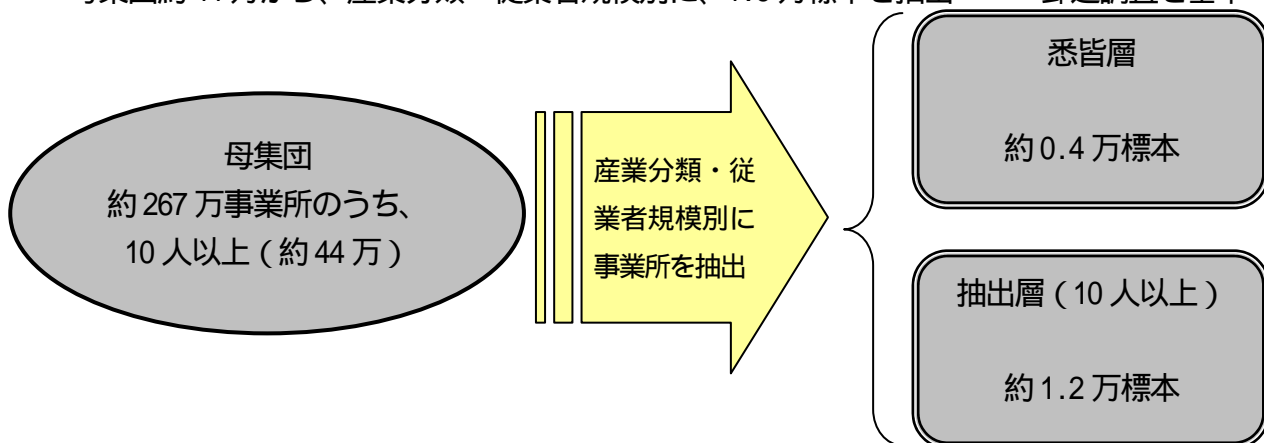 母集団
約267万事業所のうち、
10人以上（約44万）
産業分類・従
業者規模別に
事業所を抽出
悉皆層
約0.4万標本
抽出層（10人以上）
約1.2万標本